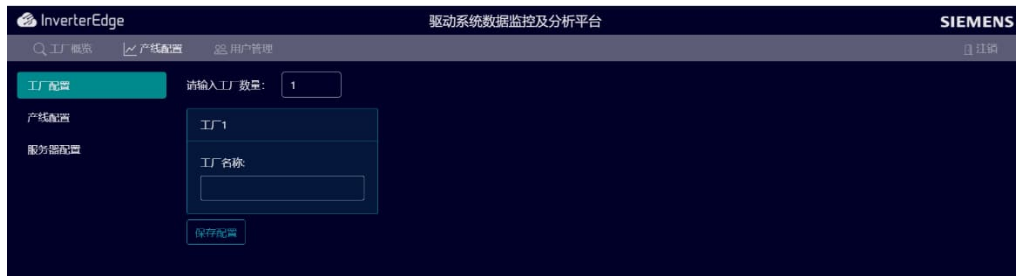 InverterEdge 驱动系统数据监控及分析平台 SIEMENS
工厂概览 产线配置 用户管理 注销
工厂配置 请输入工厂数量: 1
产线配置 工厂1
服务器配置
工厂名称:
保存配置